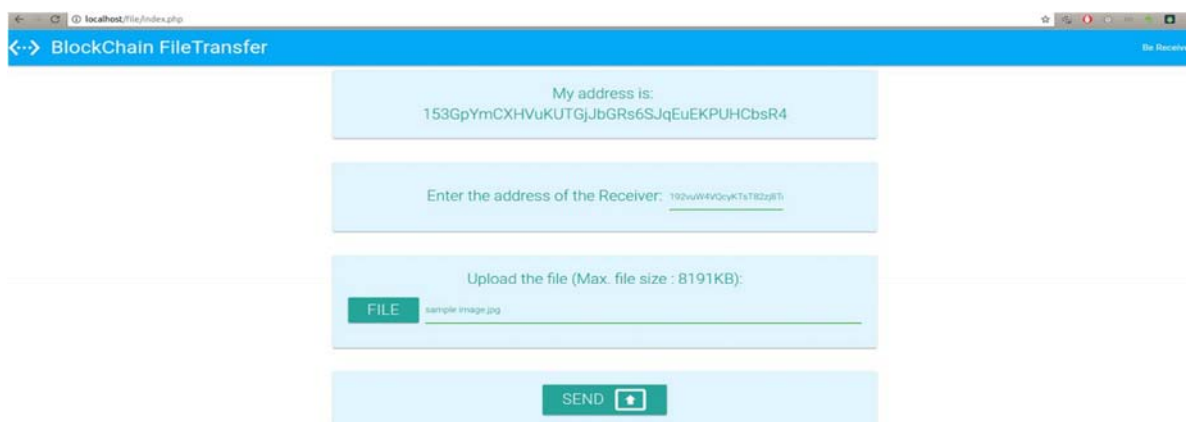 localhost/file/index.php
BlockChain FileTransfer
Be Receive
My address is:
153GpYmCXHVuKUTGjJbGRs6SJqEuEKPUHCbsR4
Enter the address of the Receiver:
Upload the file (Max. file size : 8191KB):
FILE sample image.jpg
SEND